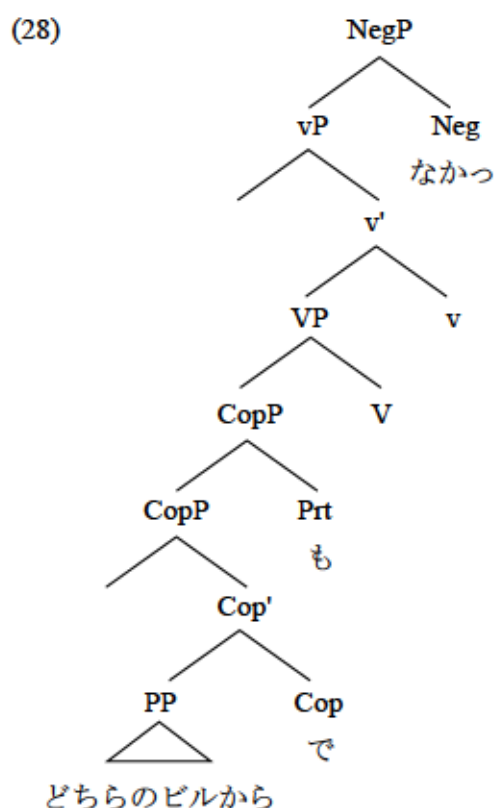 (28) NegP
vP Neg
なかっ
v'
VP v
CopP V
CopP Prt
も
Cop'
PP Cop
で
どちらのビルから